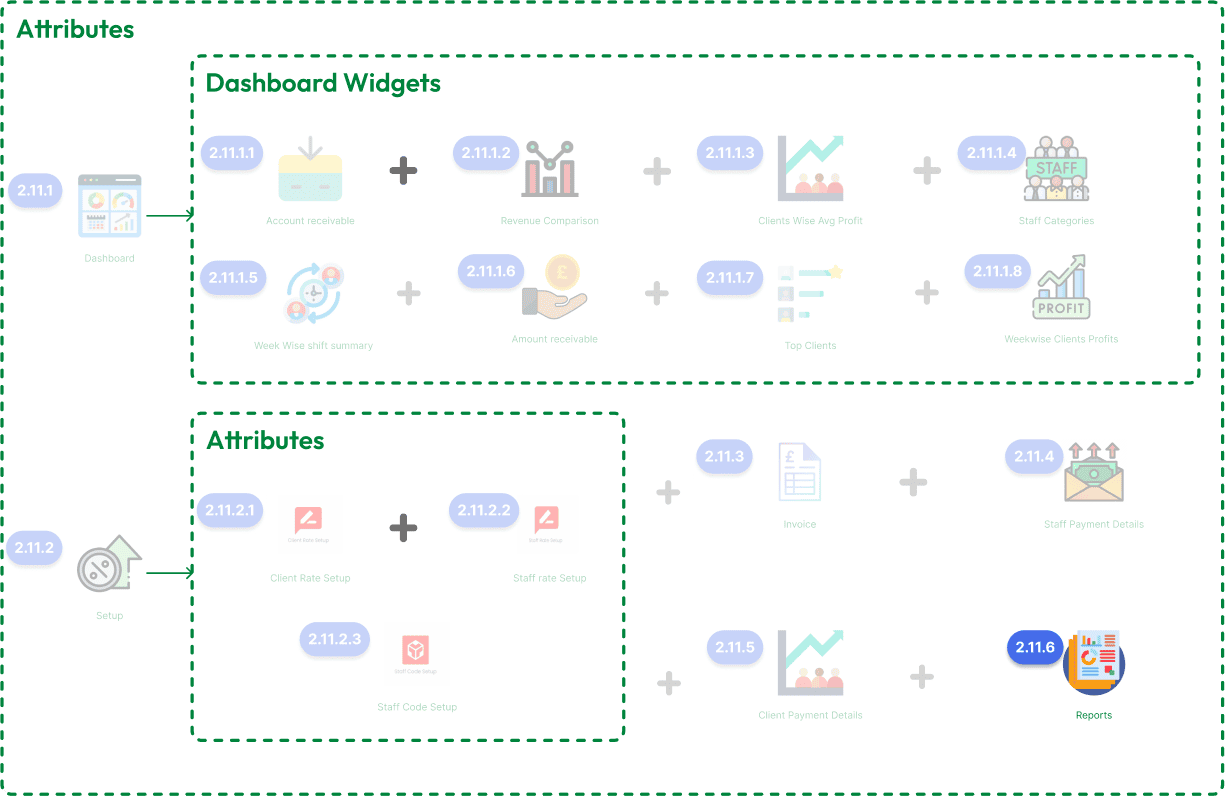 Attributes
Dashboard Widgets
2.11.1.1
2.11.1.2
2.11.1.3
2.11.1.4
STAFF
Account receivable
Revenue Comparison
Clients Wise Avg Profit
Staff Categories
2.11.1
Dashboard
2.11.1.5
2.11.1.6
£
2.11.1.7
2.11.1.8
PROFIT
Week Wise shift summary
Amount receivable
Top Clients
Weekwise Clients Profits
Attributes
2.11.3
£
2.11.4
Invoice
Staff Payment Details
2.11.2.1
Client Rate Setup
2.11.2.2
Staff Rate Setup
Client Rate Setup
Staff rate Setup
2.11.2
Setup
2.11.2.3
Staff Code Setup
Staff Code Setup
2.11.5
2.11.6
Client Payment Details
Reports